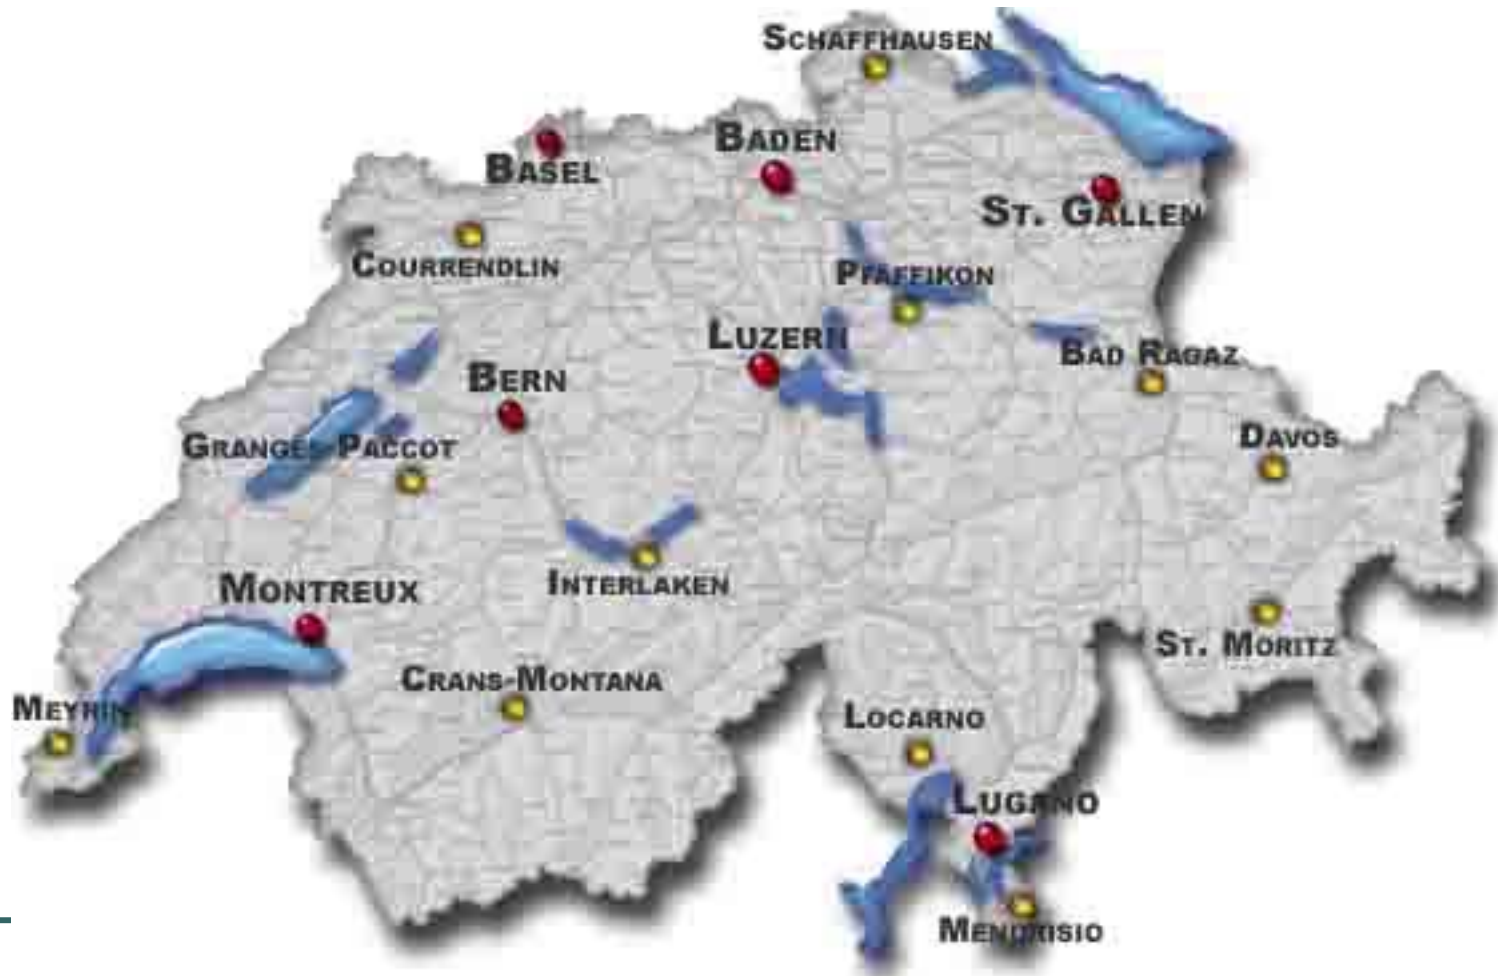 SCHAFFHAUSEN
BADEN
BASEL
ST. GALLEN
COURRENDLIN
PFÄFFIKON
LUZERN
BAD RAGAZ
BERN
DAVOS
GRANGES-PACCOT
INTERLAKEN
MONTREUX
ST. MORITZ
CRANS-MONTANA
MEYRIN
LOCARNO
LUGANO
MENDRISIO